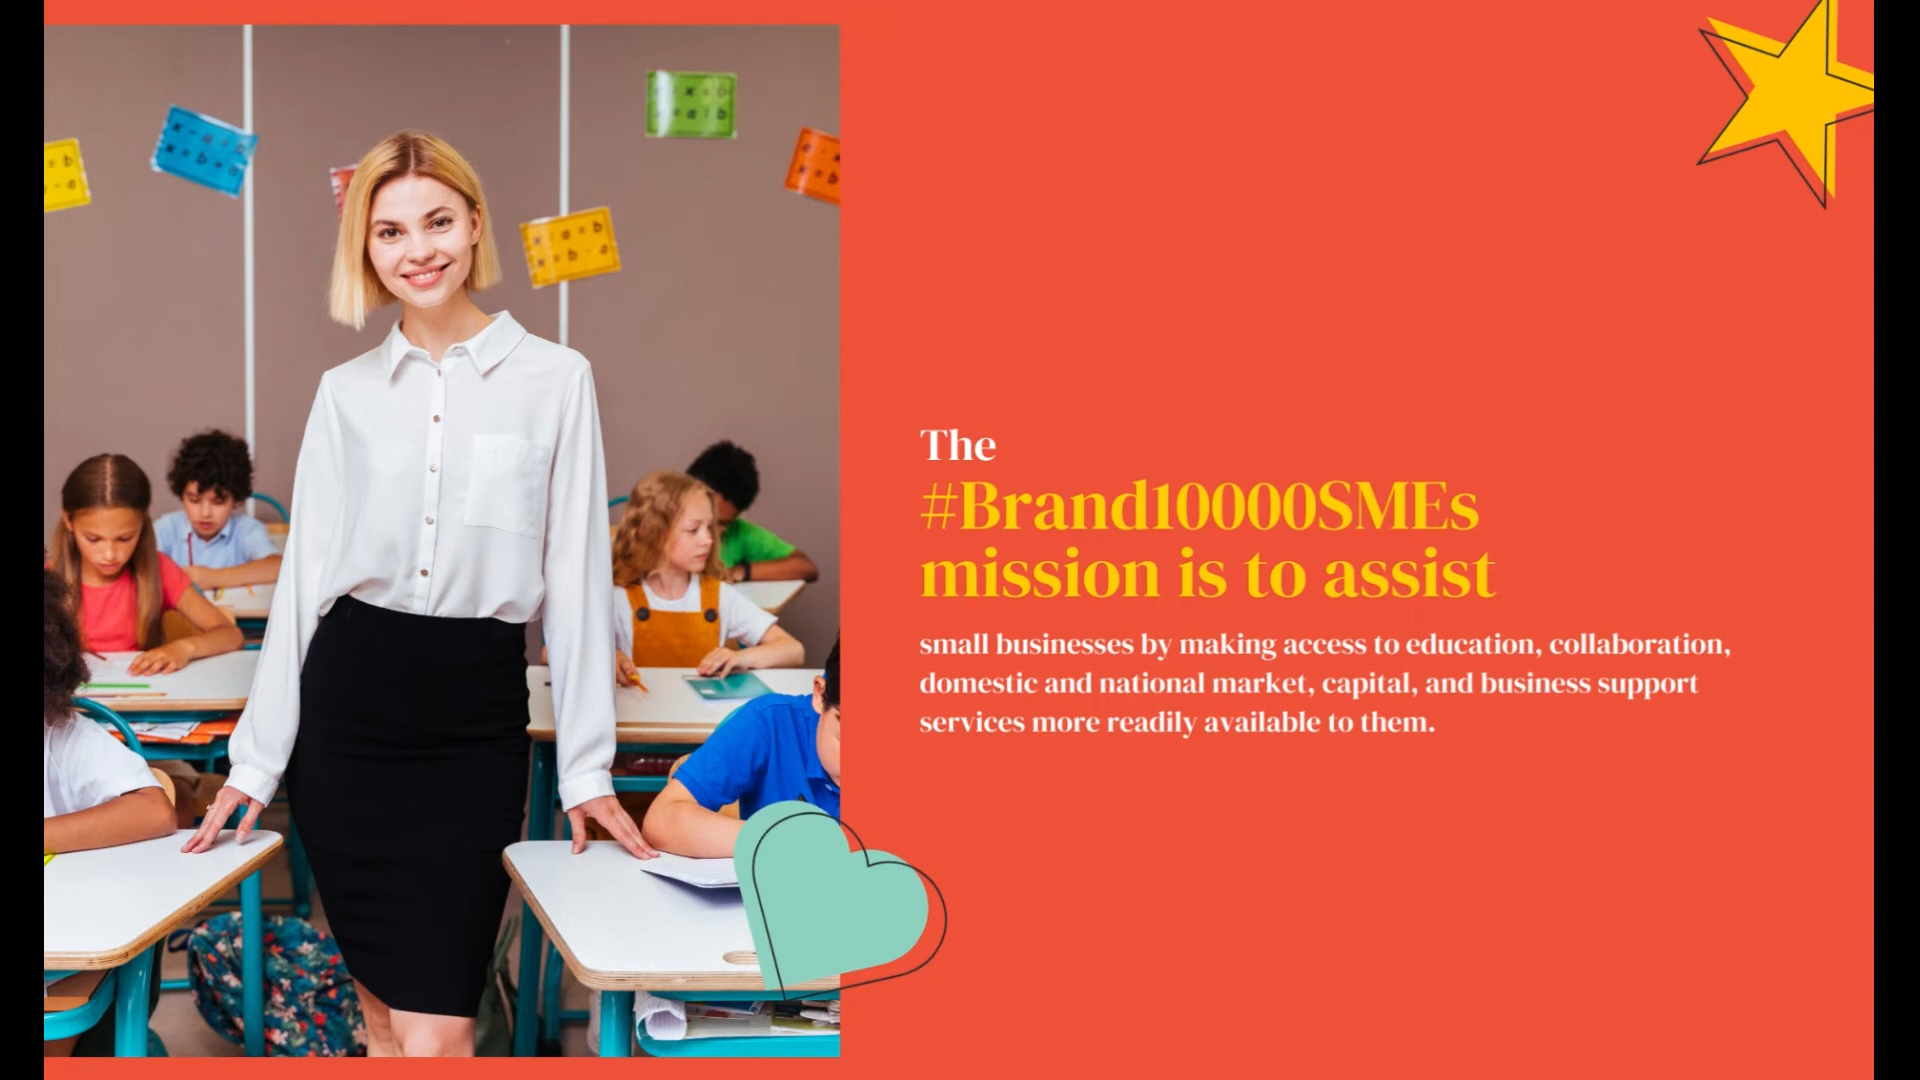 The
#Brand10000SMEs
mission is to assist
small businesses by making access to education, collaboration,
domestic and national market, capital, and business support
services more readily available to them.